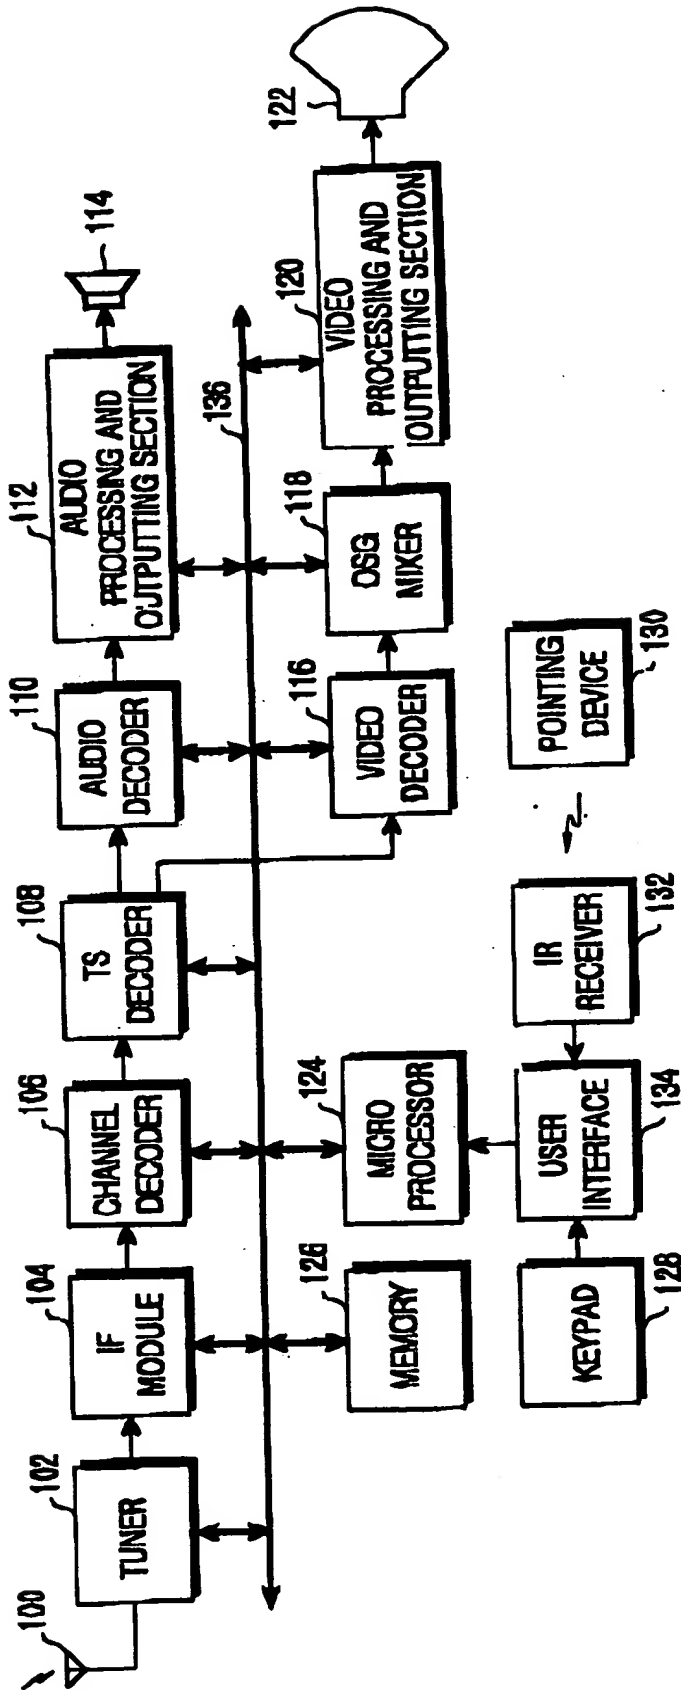 100
102
TUNER
104
IF
MODULE
106
CHANNEL
DECODER
108
TS
DECODER
110
AUDIO
DECODER
112
AUDIO
PROCESSING AND
OUTPUTTING SECTION
114
136
126
MEMORY
124
MICRO
PROCESSOR
116
VIDEO
DECODER
118
OSG
MIXER
120
VIDEO
PROCESSING AND
OUTPUTTING SECTION
122
KEYPAD
128
USER
INTERFACE
134
IR
RECEIVER
132
POINTING
DEVICE
130